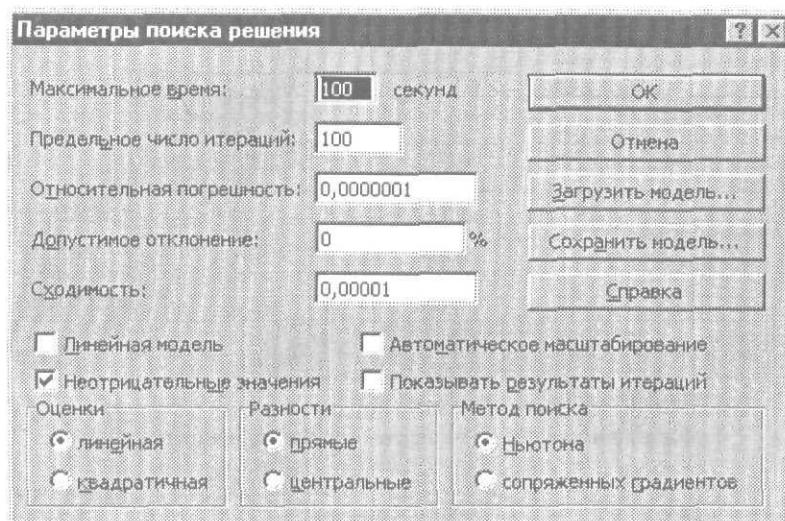 Параметры поиска решения
Максимальное время: 100 секунд
OK
Предельное число итераций: 100
Отмена
Относительная погрешность: 0,0000001
Загрузить модель...
Допустимое отклонение: 0 %
Сохранить модель...
Сходимость: 0,00001
Справка
Линейная модель
Автоматическое масштабирование
Неотрицательные значения
Показывать результаты итераций
Оценки
Разности
Метод поиска
линейная
прямые
Ньютона
квадратичная
центральные
сопряженных градиентов